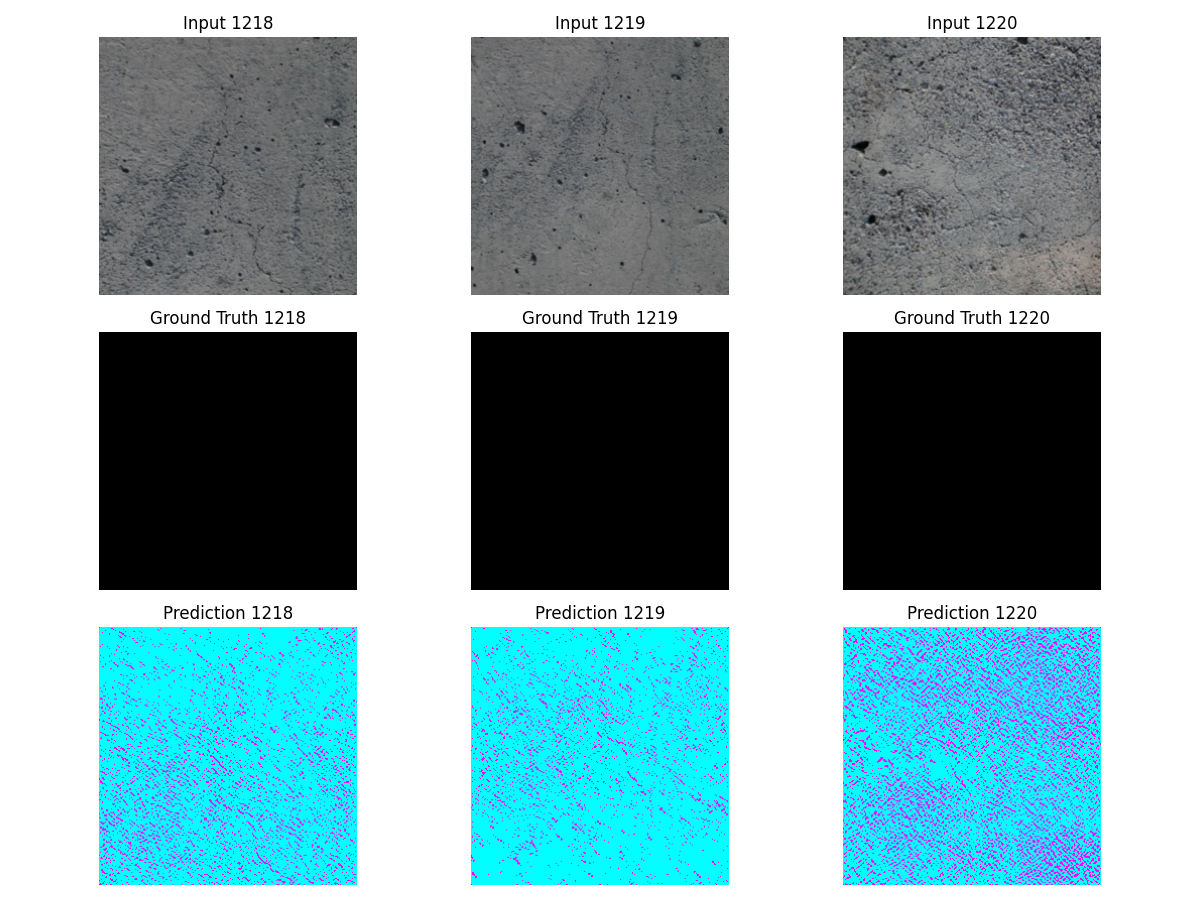 Input 1218
Input 1219
Input 1220
Ground Truth 1218
Ground Truth 1219
Ground Truth 1220
Prediction 1218
Prediction 1219
Prediction 1220